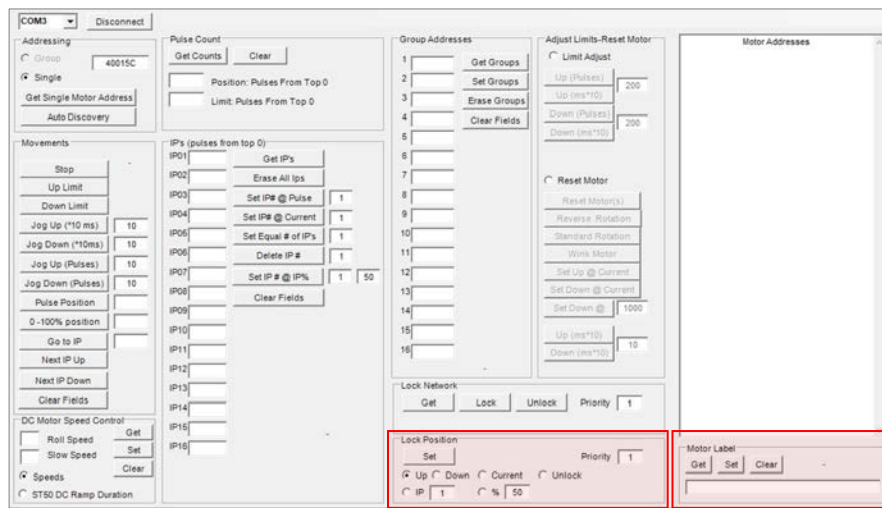 COM3 Disconnect
Addressing
Group 40015C
Single
Get Single Motor Address
Auto Discovery
Movements
Stop -
Up Limit
Down Limit
Jog Up (*10 ms) 10
Jog Down (*10ms) 10
Jog Up (Pulses) 10
Jog Down (Pulses) 10
Pulse Position
0 -100% position
Go to IP
Next IP Up
Next IP Down
Clear Fields
DC Motor Speed Control
Roll Speed Get
Slow Speed Set
Speeds Clear
ST50 DC Ramp Duration
Pulse Count
Get Counts Clear
Position: Pulses From Top 0
Limit: Pulses From Top 0
IP's (pulses from top 0)
IP01 Get IP's
IP02 Erase All Ips
IP03 Set IP# @ Pulse 1
IP04 Set IP# @ Current 1
IP05 Set Equal # of IP's 1
IP06 Delete IP # 1
IP07 Set IP # @ IP% 1 50
IP08 Clear Fields
IP09
IP10
IP11
IP12
IP13
IP14
IP15 -
IP16
Group Addresses
1 Get Groups
2 Set Groups
3 Erase Groups
4 Clear Fields
5
6
7
8
9
10
11
12
13
14
15
16 -
Adjust Limits-Reset Motor
Limit Adjust
Up (Pulses) 200
Up (ms*10)
Down (Pulses) 200
Down (ms*10)
Reset Motor
Reset Motor(s)
Reverse Rotation
Standard Rotation
Wink Motor
Set Up @ Current
Set Down @ Current
Set Down @ 1000
Up (ms*10) 10
Down (ms*10)
Lock Network
Get Lock Unlock Priority 1
Lock Position
Set Priority 1
Up Down Current Unlock
IP 1 % 50
Motor Addresses
Motor Label
Get Set Clear -